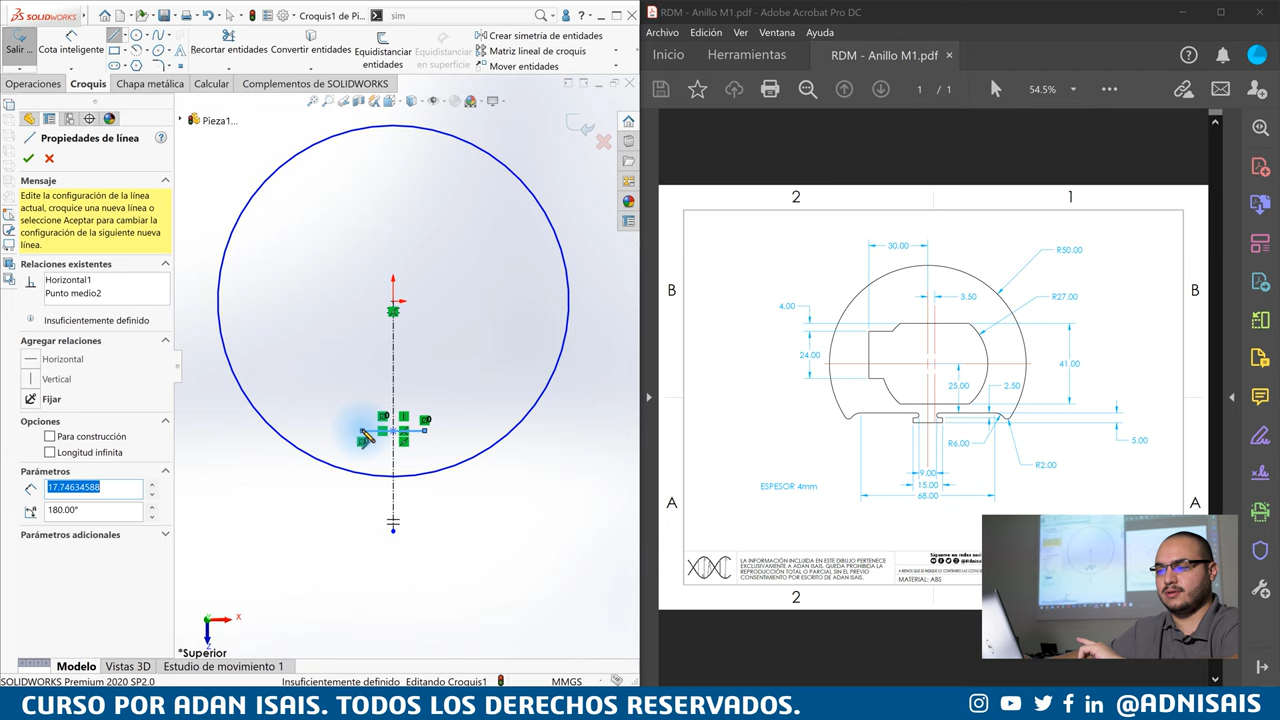 SOLIDWORKS
Croquis1 de Pi...
sim
Salir ...
Cota inteligente
Recortar entidades
Convertir entidades
Equidistanciar
entidades
Equidistanciar
en superficie
Crear simetría de entidades
Matriz lineal de croquis
Mover entidades
Operaciones
Croquis
Chapa metálica
Calcular
Complementos de SOLIDWORKS
Pieza1...
Propiedades de línea
Mensaje
Edite la configuración de la línea
actual, croquice una nueva línea o
seleccione Aceptar para cambiar la
configuración de la siguiente nueva
línea.
Relaciones existentes
Horizontal1
Punto medio2
Insuficientemente definido
Agregar relaciones
Horizontal
Vertical
Fijar
Opciones
Para construcción
Longitud infinita
Parámetros
17.74634588
180.00°
Parámetros adicionales
X
*Superior
Modelo
Vistas 3D
Estudio de movimiento 1
SOLIDWORKS Premium 2020 SP2.0
Insuficientemente definido
Editando Croquis1
MMGS
RDM - Anillo M1.pdf - Adobe Acrobat Pro DC
Archivo
Edición
Ver
Ventana
Ayuda
Inicio
Herramientas
RDM - Anillo M1.pdf
1 / 1
54.5%
2
1
B
B
30.00
R50.00
3.50
R27.00
4.00
24.00
41.00
25.00
2.50
R6.00
5.00
R2.00
9.00
15.00
68.00
ESPESOR 4mm
A
A
LA INFORMACIÓN INCLUIDA EN ESTE DIBUJO PERTENECE
EXCLUSIVAMENTE A ADAN ISAIS. QUEDA PROHIBIDA LA
REPRODUCCIÓN TOTAL O PARCIAL SIN EL PREVIO
CONSENTIMIENTO POR ESCRITO DE ADAN ISAIS.
MATERIAL: ABS
2
CURSO POR ADAN ISAIS. TODOS LOS DERECHOS RESERVADOS.
@ADNISAIS